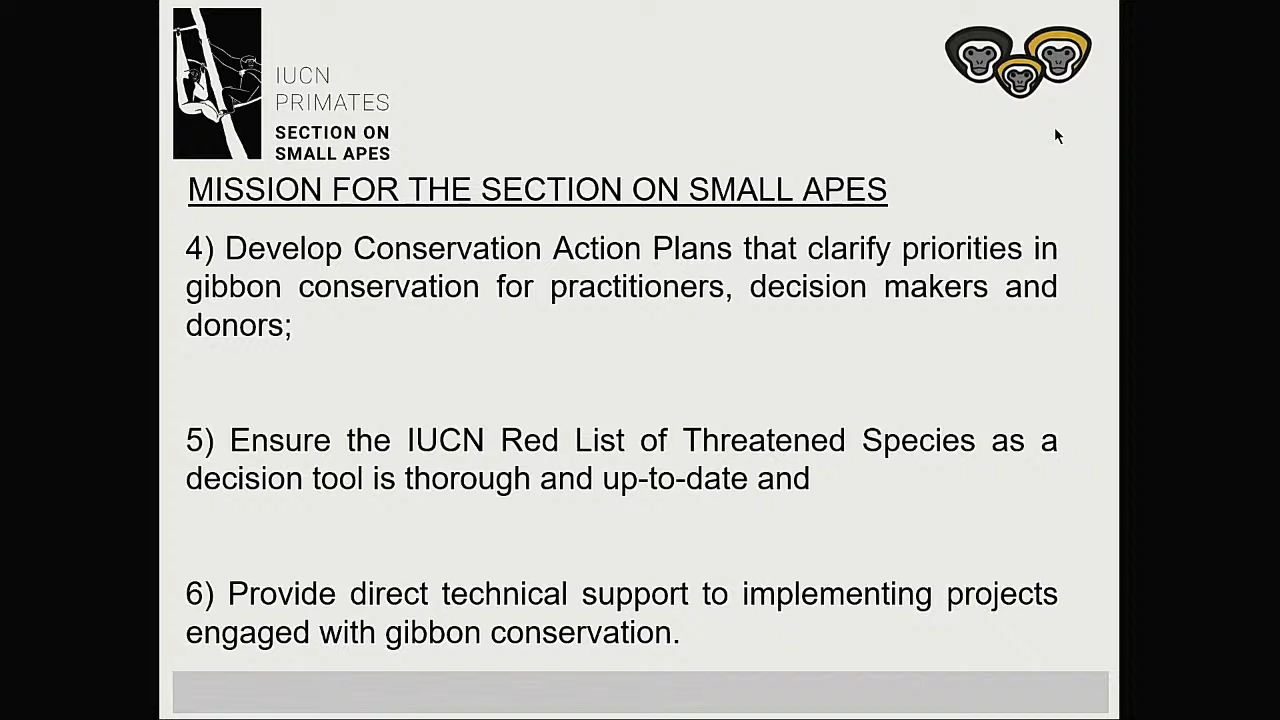 IUCN
PRIMATES
SECTION ON
SMALL APES
MISSION FOR THE SECTION ON SMALL APES
4) Develop Conservation Action Plans that clarify priorities in
gibbon conservation for practitioners, decision makers and
donors;
5) Ensure the IUCN Red List of Threatened Species as a
decision tool is thorough and up-to-date and
6) Provide direct technical support to implementing projects
engaged with gibbon conservation.